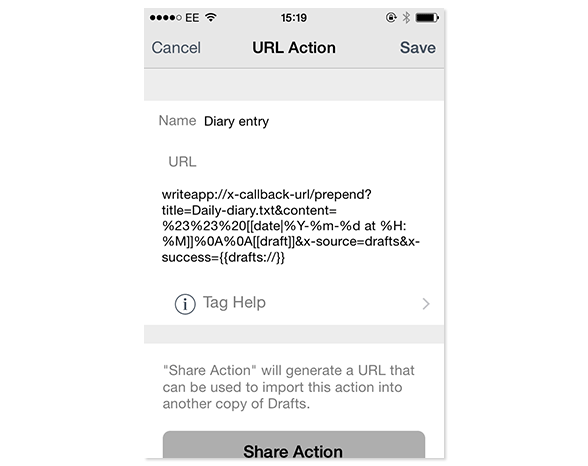 EE 15:19
Cancel URL Action Save
Name Diary entry
URL
writeapp://x-callback-url/prepend?
title=Daily-diary.txt&content=
%23%23%20[[date|%Y-%m-%d at %H:
%M]]%0A%0A[[draft]]&x-source=drafts&x-
success={{drafts://}}
i Tag Help
"Share Action" will generate a URL that
can be used to import this action into
another copy of Drafts.
Share Action